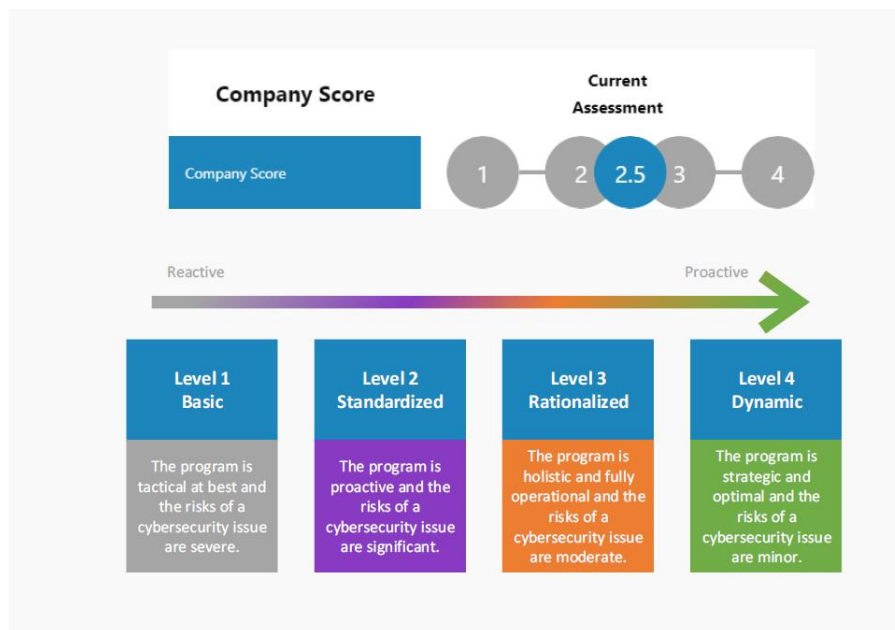 Company Score
Current
Assessment
Company Score
1
2
2.5
3
4
Reactive
Proactive
Level 1
Basic
The program is
tactical at best and
the risks of a
cybersecurity issue
are severe.
Level 2
Standardized
The program is
proactive and the
risks of a
cybersecurity issue
are significant.
Level 3
Rationalized
The program is
holistic and fully
operational and the
risks of a
cybersecurity issue
are moderate.
Level 4
Dynamic
The program is
strategic and
optimal and the
risks of a
cybersecurity issue
are minor.